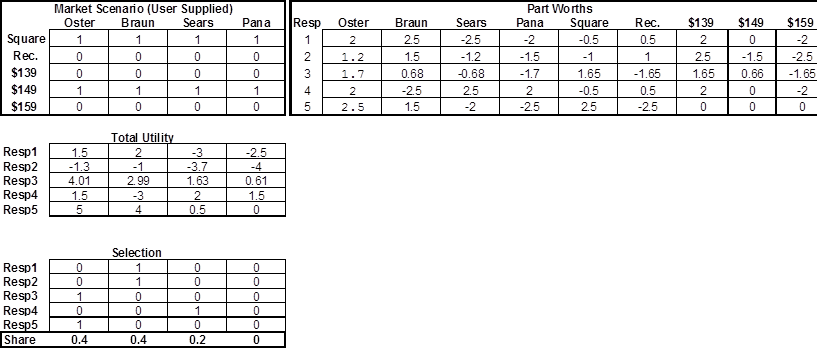 Market Scenario (User Supplied)
Oster Braun Sears Pana
Square 1 1 1 1
Rec. 0 0 0 0
$139 0 0 0 0
$149 1 1 1 1
$159 0 0 0 0
Part Worths
Resp Oster Braun Sears Pana Square Rec. $139 $149 $159
1 2 2.5 -2.5 -2 -0.5 0.5 2 0 -2
2 1.2 1.5 -1.2 -1.5 -1 1 2.5 -1.5 -2.5
3 1.7 0.68 -0.68 -1.7 1.65 -1.65 1.65 0.66 -1.65
4 2 -2.5 2.5 2 -0.5 0.5 2 0 -2
5 2.5 1.5 -2 -2.5 2.5 -2.5 0 0 0
Total Utility
Resp1 1.5 2 -3 -2.5
Resp2 -1.3 -1 -3.7 -4
Resp3 4.01 2.99 1.63 0.61
Resp4 1.5 -3 2 1.5
Resp5 5 4 0.5 0
Selection
Resp1 0 1 0 0
Resp2 0 1 0 0
Resp3 1 0 0 0
Resp4 0 0 1 0
Resp5 1 0 0 0
Share 0.4 0.4 0.2 0